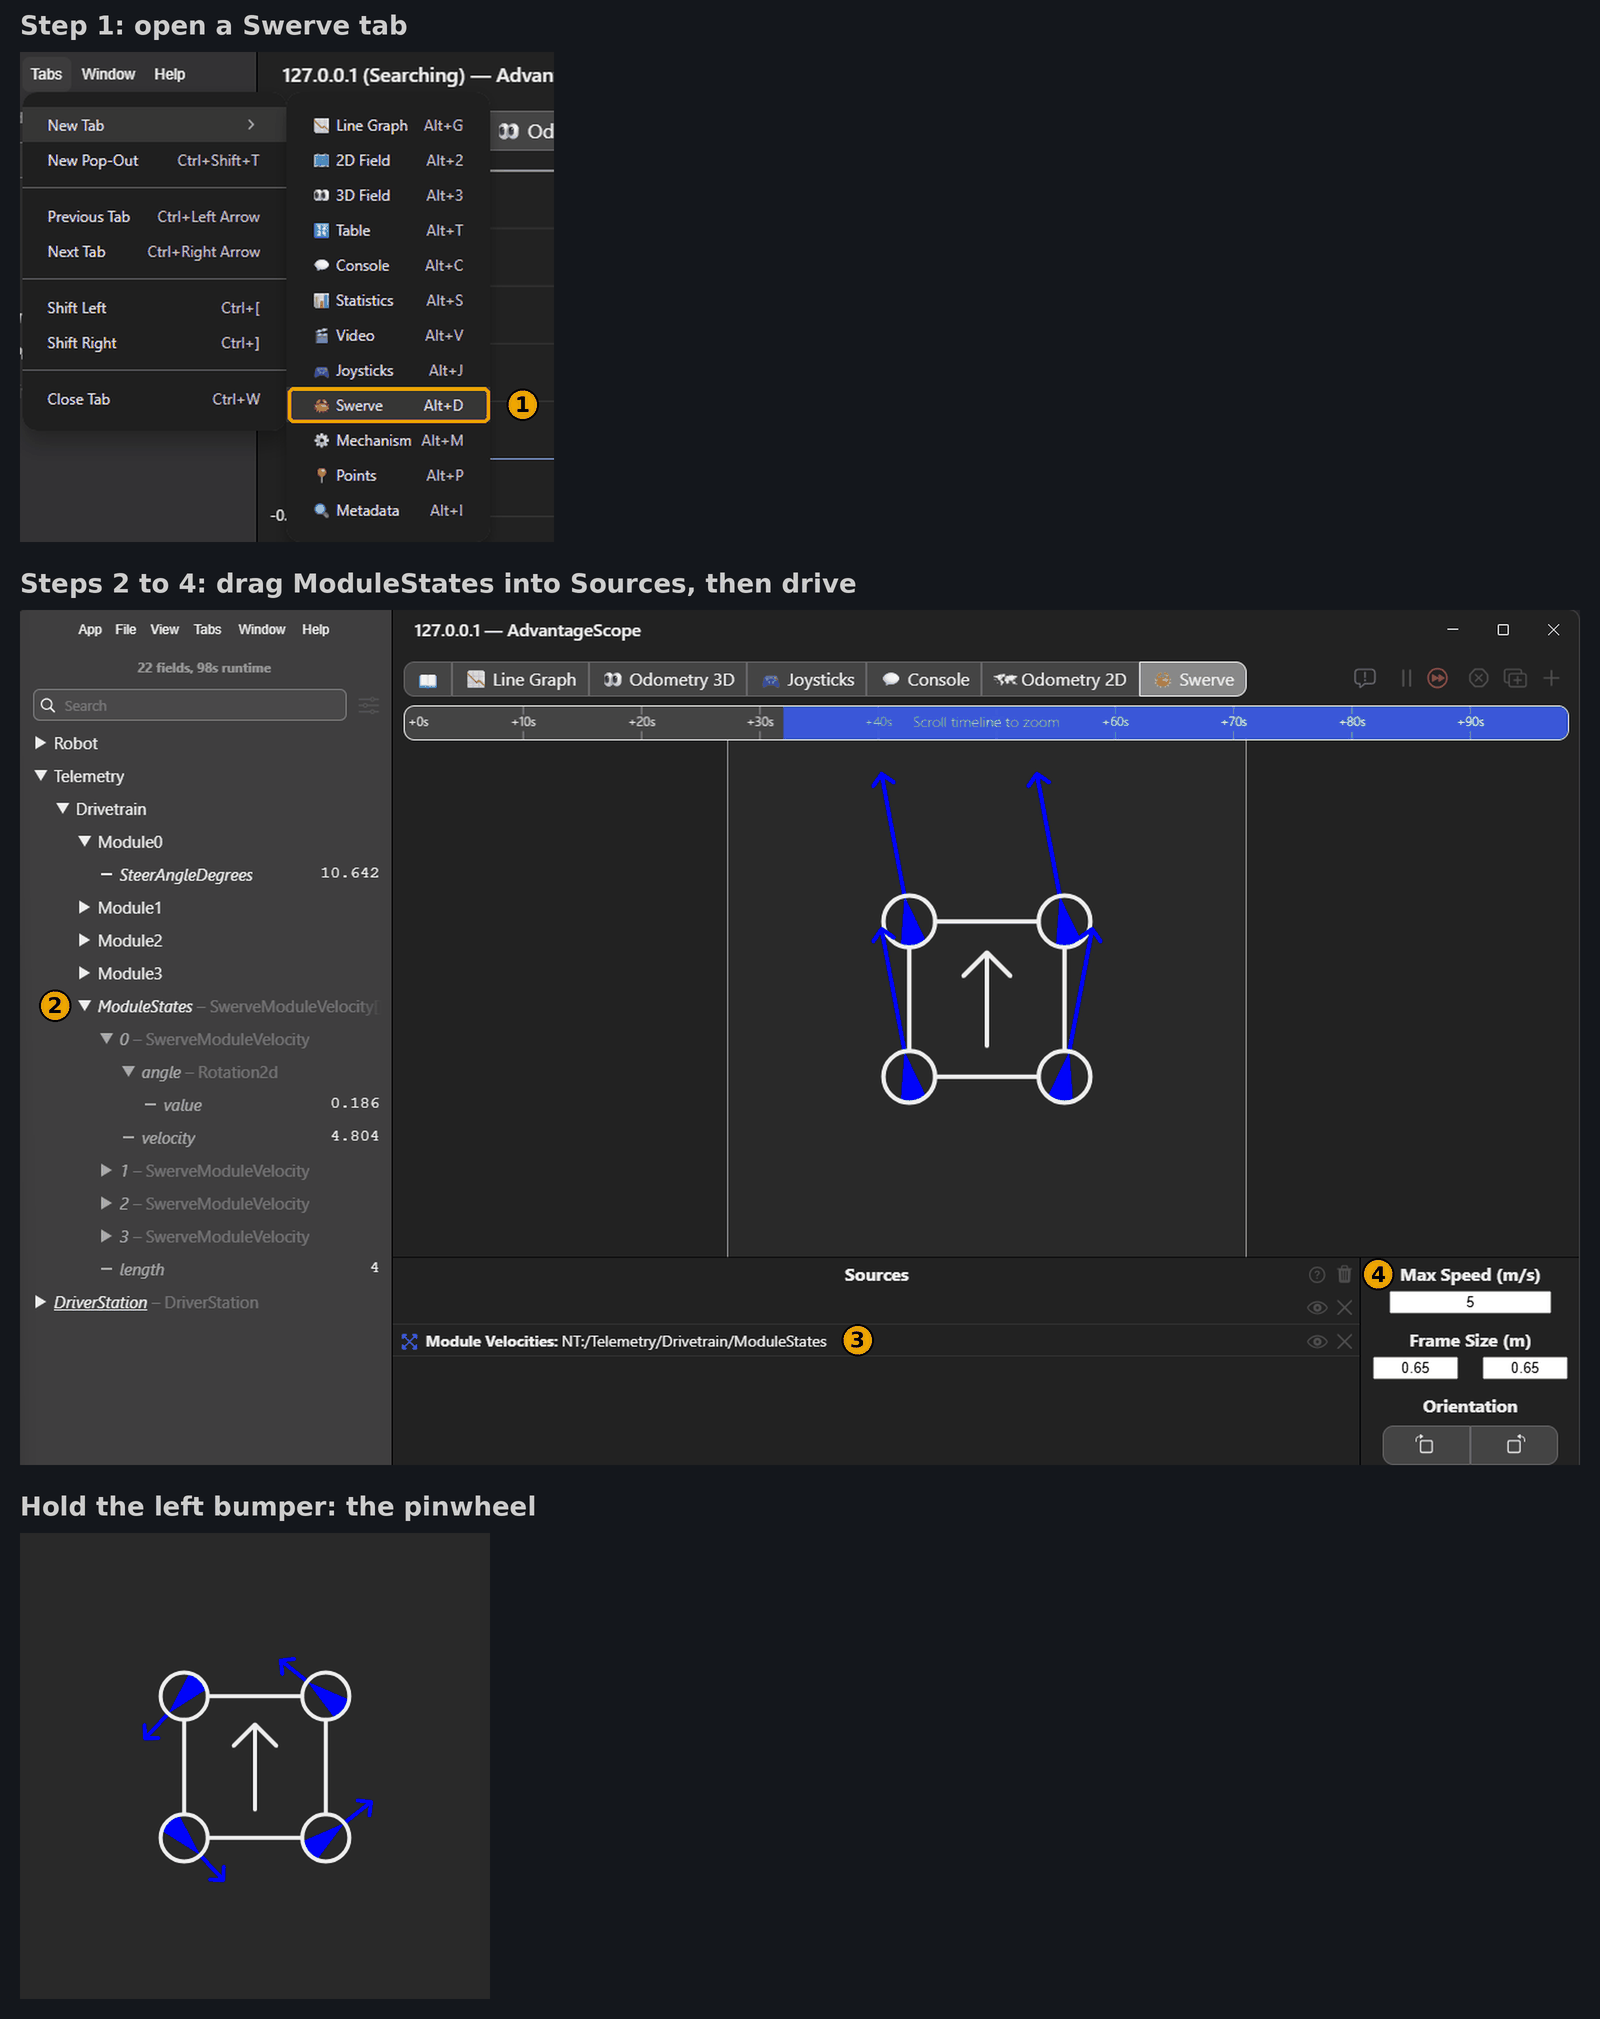 Step 1: open a Swerve tab
Tabs Window Help
127.0.0.1 (Searching) — Advan
New Tab
New Pop-Out Ctrl+Shift+T
Previous Tab Ctrl+Left Arrow
Next Tab Ctrl+Right Arrow
Shift Left Ctrl+[
Shift Right Ctrl+]
Close Tab Ctrl+W
Line Graph Alt+G
2D Field Alt+2
3D Field Alt+3
Table Alt+T
Console Alt+C
Statistics Alt+S
Video Alt+V
Joysticks Alt+J
Swerve Alt+D
1
Mechanism Alt+M
Points Alt+P
Metadata Alt+I
Od
-0.
Steps 2 to 4: drag ModuleStates into Sources, then drive
App File View Tabs Window Help
127.0.0.1 — AdvantageScope
22 fields, 98s runtime
Search
Line Graph Odometry 3D Joysticks Console Odometry 2D Swerve
+0s +10s +20s +30s +40s Scroll timeline to zoom +60s +70s +80s +90s
Robot
Telemetry
Drivetrain
Module0
SteerAngleDegrees 10.642
Module1
Module2
Module3
2
ModuleStates – SwerveModuleVelocity[
0 – SwerveModuleVelocity
angle – Rotation2d
value 0.186
velocity 4.804
1 – SwerveModuleVelocity
2 – SwerveModuleVelocity
3 – SwerveModuleVelocity
length 4
DriverStation – DriverStation
Sources
Module Velocities: NT:/Telemetry/Drivetrain/ModuleStates
3
4
Max Speed (m/s)
5
Frame Size (m)
0.65 0.65
Orientation
Hold the left bumper: the pinwheel